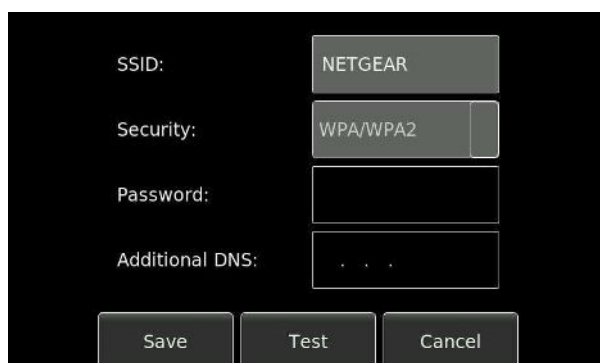 SSID: NETGEAR
Security: WPA/WPA2
Password:
Additional DNS: . . .
Save Test Cancel